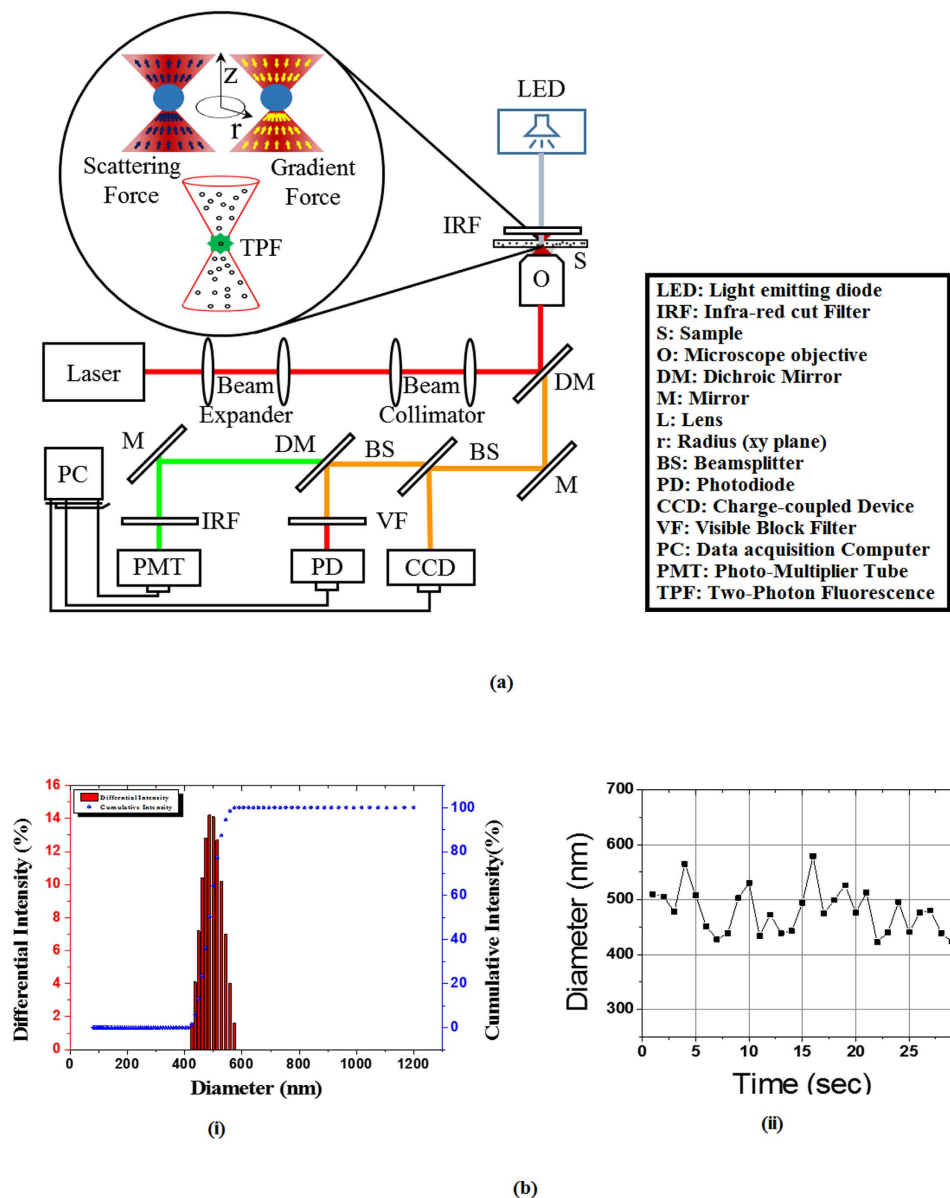 z
r
Scattering
Force
Gradient
Force
TPF
LED
IRF
S
O
Laser
Beam
Expander
Beam
Collimator
DM
M
DM
BS
BS
M
PC
IRF
VF
PMT
PD
CCD
LED: Light emitting diode
IRF: Infra-red cut Filter
S: Sample
O: Microscope objective
DM: Dichroic Mirror
M: Mirror
L: Lens
r: Radius (xy plane)
BS: Beamsplitter
PD: Photodiode
CCD: Charge-coupled Device
VF: Visible Block Filter
PC: Data acquisition Computer
PMT: Photo-Multiplier Tube
TPF: Two-Photon Fluorescence
(a)
Differential Intensity (%)
16
14
12
10
8
6
4
2
0
Differential Intensity
Cumulative Intensity
100
80
60
40
20
0
Cumulative Intensity(%)
0 200 400 600 800 1000 1200
Diameter (nm)
(i)
Diameter (nm)
700
600
500
400
300
0 5 10 15 20 25
Time (sec)
(ii)
(b)